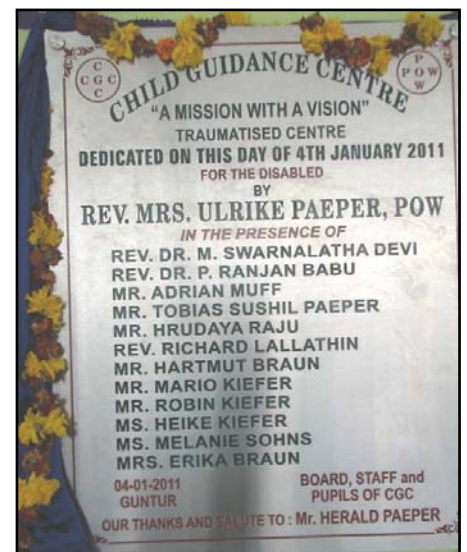 C
C G C
C
P
P O W
W
CHILD GUIDANCE CENTRE
"A MISSION WITH A VISION"
TRAUMATISED CENTRE
DEDICATED ON THIS DAY OF 4TH JANUARY 2011
FOR THE DISABLED
BY
REV. MRS. ULRIKE PAEPER, POW
IN THE PRESENCE OF
REV. DR. M. SWARNALATHA DEVI
REV. DR. P. RANJAN BABU
MR. ADRIAN MUFF
MR. TOBIAS SUSHIL PAEPER
MR. HRUDAYA RAJU
REV. RICHARD LALLATHIN
MR. HARTMUT BRAUN
MR. MARIO KIEFER
MR. ROBIN KIEFER
MS. HEIKE KIEFER
MS. MELANIE SOHNS
MRS. ERIKA BRAUN
04-01-2011
GUNTUR
BOARD, STAFF and
PUPILS OF CGC
OUR THANKS AND SALUTE TO : Mr. HERALD PAEPER